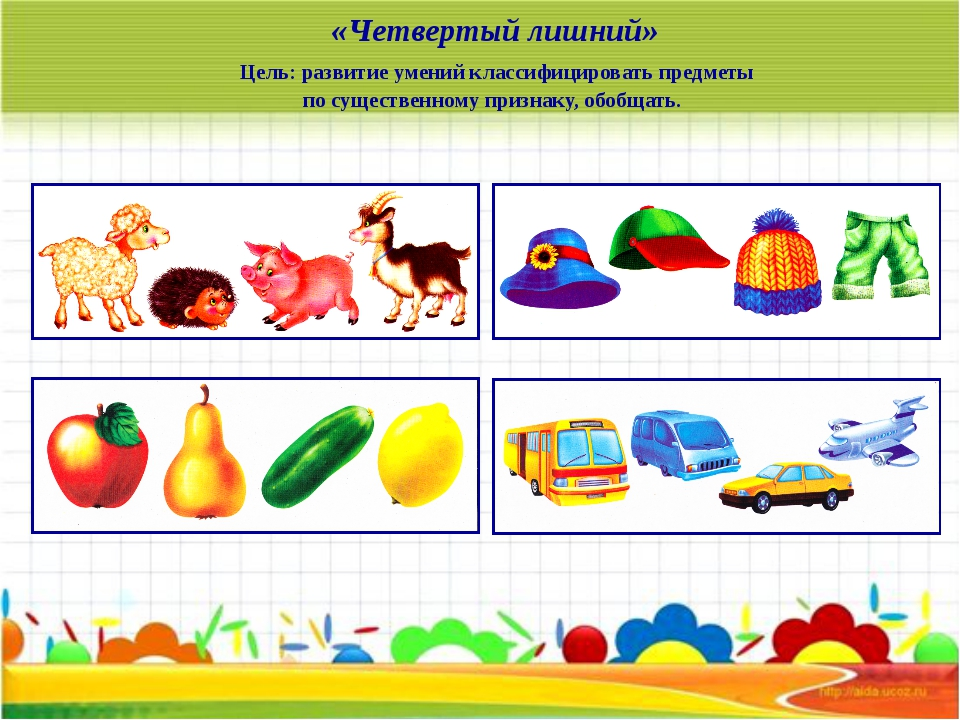 «Четвертый лишний»
Цель: развитие умений классифицировать предметы
по существенному признаку, обобщать.
http://aida.ucoz.ru